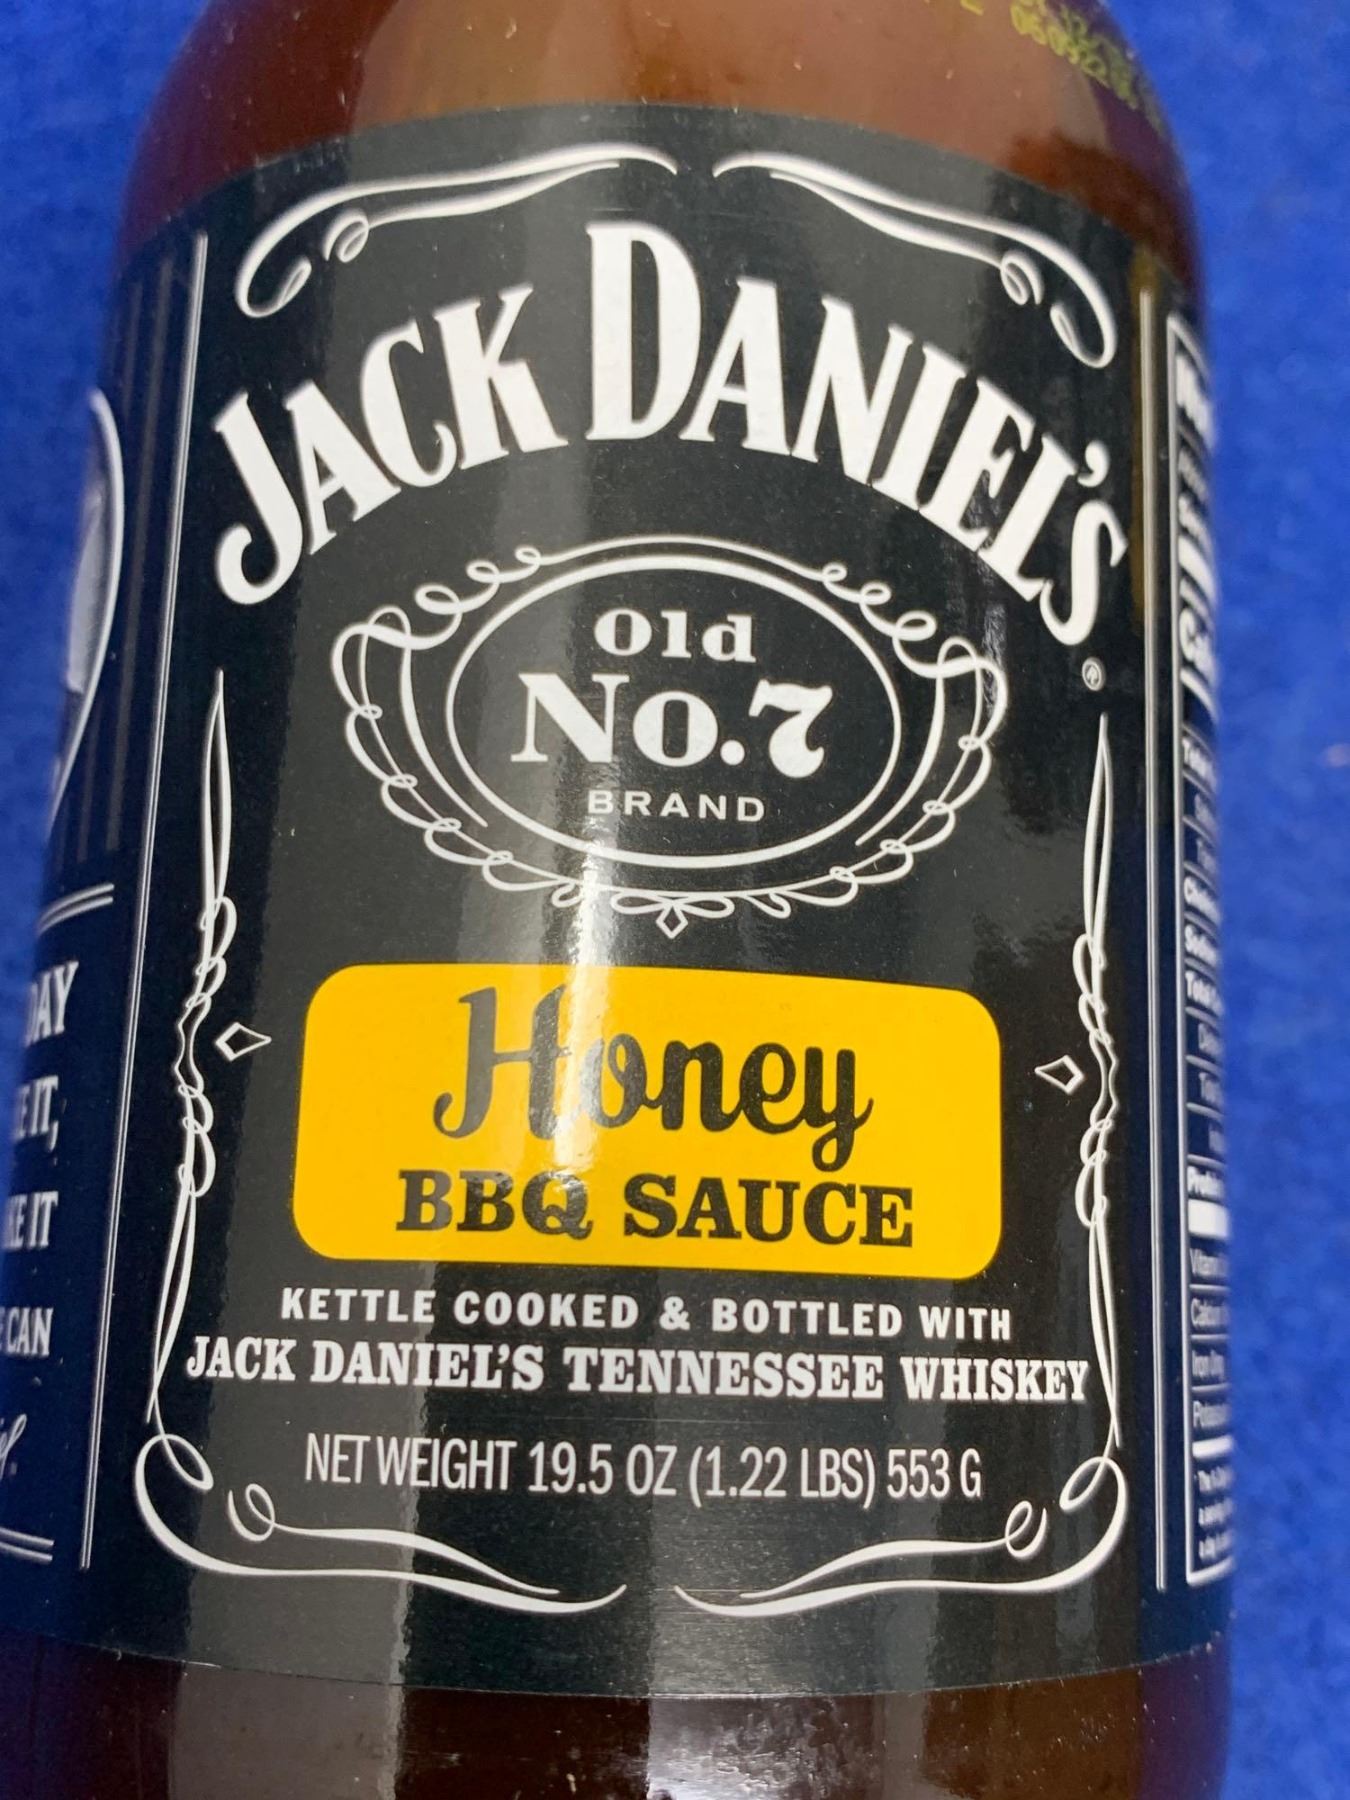 JACK DANIEL'S
Old
No.7
BRAND
Honey
BBQ SAUCE
KETTLE COOKED & BOTTLED WITH
JACK DANIEL'S TENNESSEE WHISKEY
NET WEIGHT 19.5 OZ (1.22 LBS) 553 G
CAN